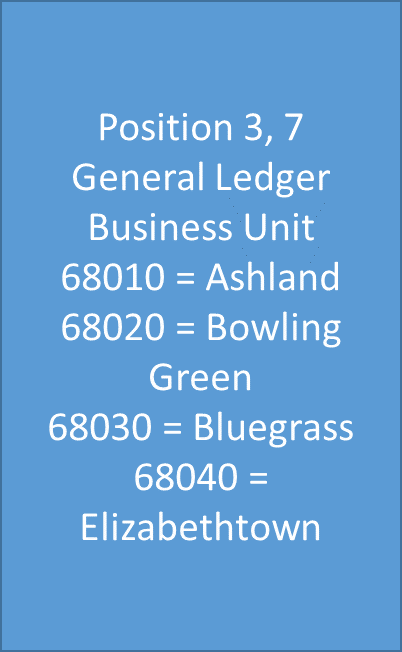 Position 3, 7
General Ledger
Business Unit
68010 = Ashland
68020 = Bowling
Green
68030 = Bluegrass
68040 =
Elizabethtown